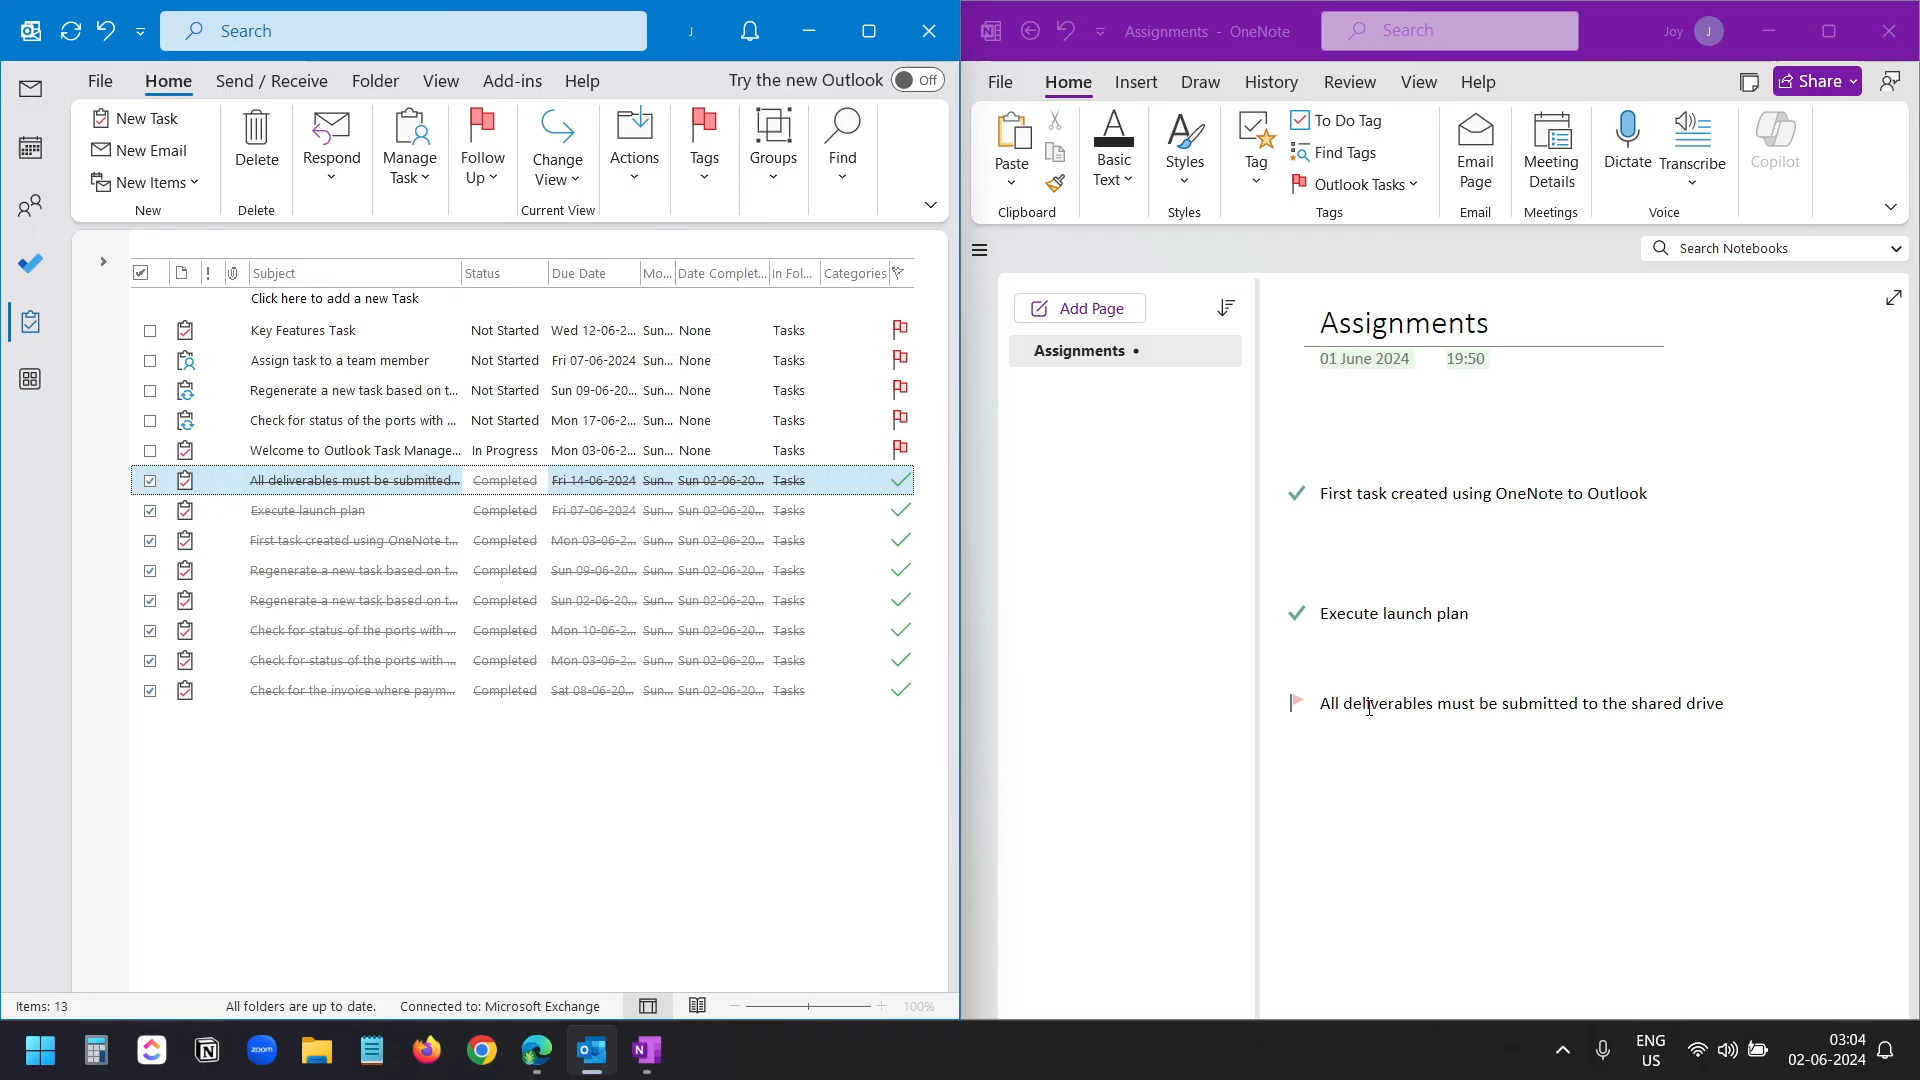 Search
J
File
Home
Send / Receive
Folder
View
Add-ins
Help
Try the new Outlook
Off
New Task
New Email
New Items
New
Delete
Delete
Respond
Manage
Task
Follow
Up
Change
View
Current View
Actions
Tags
Groups
Find
! Subject Status Due Date Mo... Date Complet... In Fol... Categories
Click here to add a new Task
Key Features Task Not Started Wed 12-06-2... Sun... None Tasks
Assign task to a team member Not Started Fri 07-06-2024 Sun... None Tasks
Regenerate a new task based on t... Not Started Sun 09-06-20... Sun... None Tasks
Check for status of the ports with ... Not Started Mon 17-06-2... Sun... None Tasks
Welcome to Outlook Task Manage... In Progress Mon 03-06-2... Sun... None Tasks
All deliverables must be submitted... Completed Fri 14-06-2024 Sun... Sun 02-06-20... Tasks
Execute launch plan Completed Fri 07-06-2024 Sun... Sun 02-06-20... Tasks
First task created using OneNote t... Completed Mon 03-06-2... Sun... Sun 02-06-20... Tasks
Regenerate a new task based on t... Completed Sun 09-06-20... Sun... Sun 02-06-20... Tasks
Regenerate a new task based on t... Completed Sun 02-06-20... Sun... Sun 02-06-20... Tasks
Check for status of the ports with ... Completed Mon 10-06-2... Sun... Sun 02-06-20... Tasks
Check for status of the ports with ... Completed Mon 03-06-2... Sun... Sun 02-06-20... Tasks
Check for the invoice where paym... Completed Sat 08-06-20... Sun... Sun 02-06-20... Tasks
Items: 13
All folders are up to date.
Connected to: Microsoft Exchange
100%
Assignments - OneNote
Search
Joy
J
File
Home
Insert
Draw
History
Review
View
Help
Share
Paste
Clipboard
Basic
Text
Styles
Styles
Tag
To Do Tag
Find Tags
Outlook Tasks
Tags
Email
Page
Email
Meeting
Details
Meetings
Dictate
Transcribe
Voice
Copilot
Search Notebooks
Add Page
Assignments •
Assignments
01 June 2024 19:50
First task created using OneNote to Outlook
Execute launch plan
All deliverables must be submitted to the shared drive
zoom
ENG
US
03:04
02-06-2024